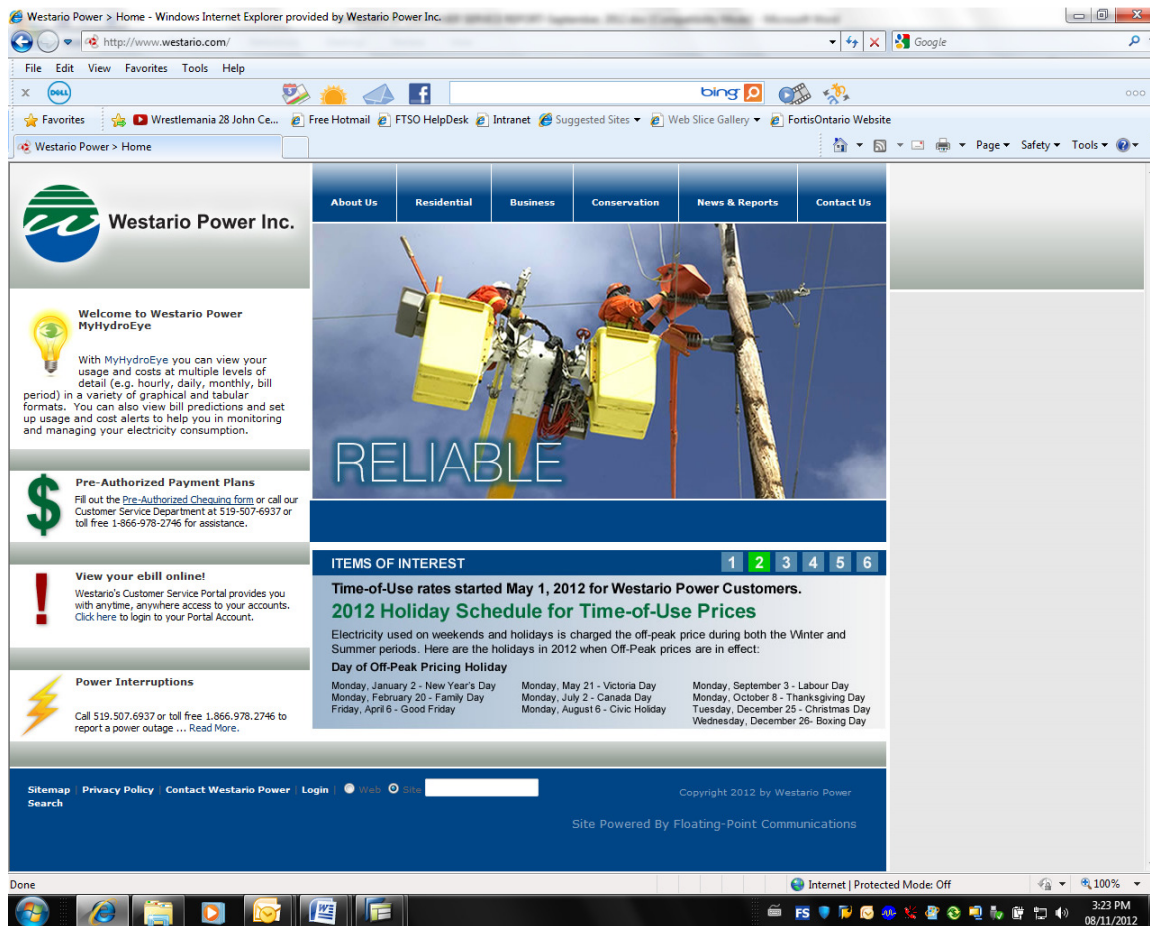 Westario Power > Home - Windows Internet Explorer provided by Westario Power Inc.
http://www.westario.com/
Google
File Edit View Favorites Tools Help
x DELL
bing
Favorites Wrestlemania 28 John Ce... Free Hotmail FTSO HelpDesk Intranet Suggested Sites Web Slice Gallery FortisOntario Website
Westario Power > Home
Page Safety Tools
Westario Power Inc.
About Us Residential Business Conservation News & Reports Contact Us
Welcome to Westario Power
MyHydroEye
With MyHydroEye you can view your
usage and costs at multiple levels of
detail (e.g. hourly, daily, monthly, bill
period) in a variety of graphical and tabular
formats. You can also view bill predictions and set
up usage and cost alerts to help you in monitoring
and managing your electricity consumption.
RELIABLE
$
Pre-Authorized Payment Plans
Fill out the Pre-Authorized Chequing form or call our
Customer Service Department at 519-507-6937 or
toll free 1-866-978-2746 for assistance.
!
View your ebill online!
Westario's Customer Service Portal provides you
with anytime, anywhere access to your accounts.
Click here to login to your Portal Account.
Power Interruptions
Call 519.507.6937 or toll free 1.866.978.2746 to
report a power outage ... Read More.
ITEMS OF INTEREST 1 2 3 4 5 6
Time-of-Use rates started May 1, 2012 for Westario Power Customers.
2012 Holiday Schedule for Time-of-Use Prices
Electricity used on weekends and holidays is charged the off-peak price during both the Winter and
Summer periods. Here are the holidays in 2012 when Off-Peak prices are in effect:
Day of Off-Peak Pricing Holiday
Monday, January 2 - New Year's Day
Monday, February 20 - Family Day
Friday, April 6 - Good Friday
Monday, May 21 - Victoria Day
Monday, July 2 - Canada Day
Monday, August 6 - Civic Holiday
Monday, September 3 - Labour Day
Monday, October 8 - Thanksgiving Day
Tuesday, December 25 - Christmas Day
Wednesday, December 26- Boxing Day
Sitemap | Privacy Policy | Contact Westario Power | Login | Web Site
Search
Copyright 2012 by Westario Power
Site Powered By Floating-Point Communications
Done
Internet | Protected Mode: Off
100%
FS
3:23 PM
08/11/2012